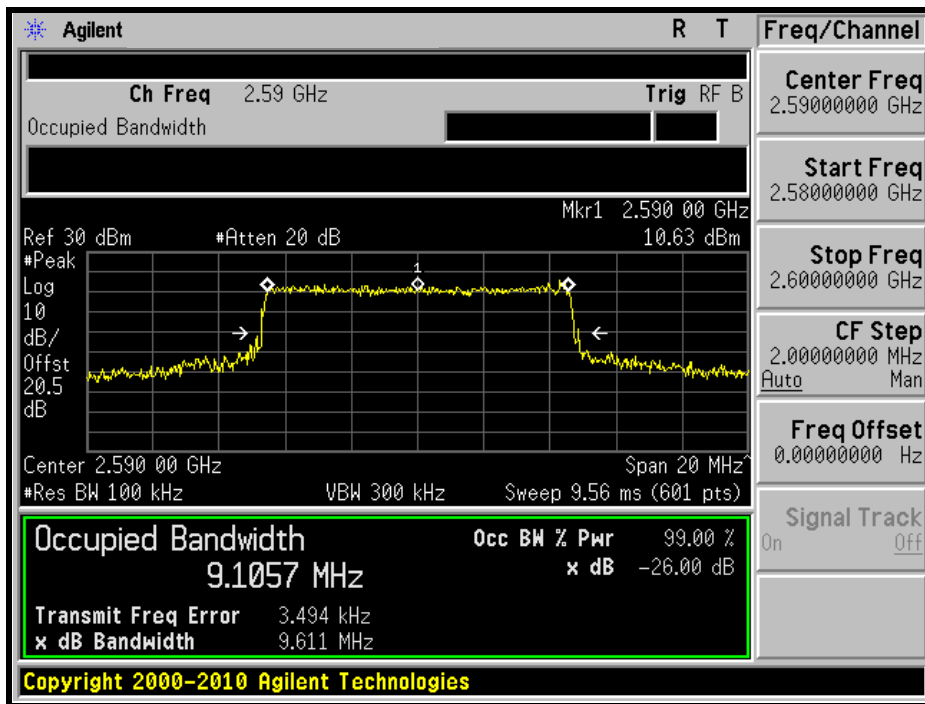 Agilent R T
Ch Freq 2.59 GHz Trig RF B
Occupied Bandwidth
Mkr1 2.590 00 GHz
Ref 30 dBm #Atten 20 dB 10.63 dBm
#Peak
Log
10
dB/
Offst
20.5
dB
1
Center 2.590 00 GHz Span 20 MHz^
#Res BW 100 kHz VBW 300 kHz Sweep 9.56 ms (601 pts)
Occupied Bandwidth Occ BW % Pwr 99.00 %
9.1057 MHz x dB -26.00 dB
Transmit Freq Error 3.494 kHz
x dB Bandwidth 9.611 MHz
Copyright 2000-2010 Agilent Technologies
Freq/Channel
Center Freq
2.59000000 GHz
Start Freq
2.58000000 GHz
Stop Freq
2.60000000 GHz
CF Step
2.00000000 MHz
Auto Man
Freq Offset
0.00000000 Hz
Signal Track
On Off